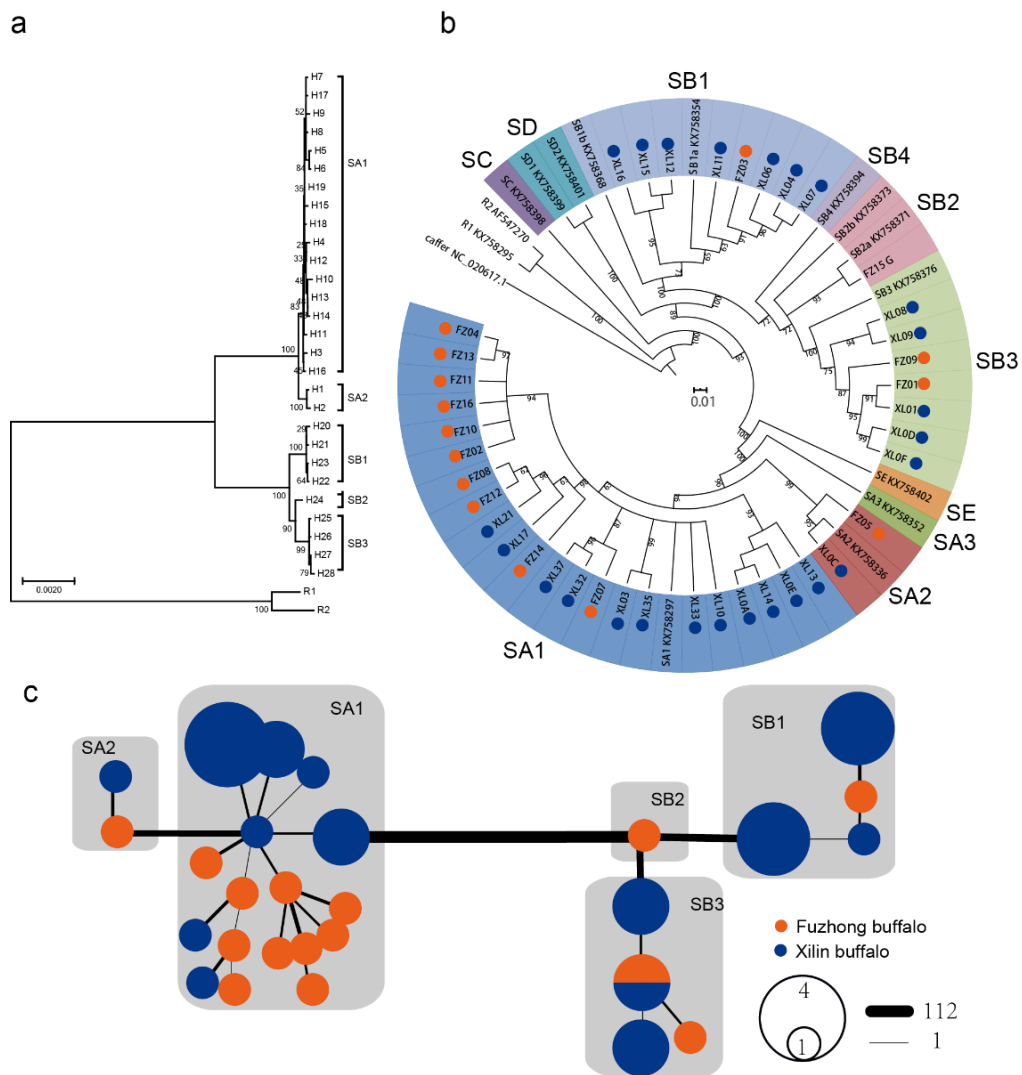 a
H7
H17
52
H9
H8
H5
84
H6
35
H19
H15
H18
H4
H12
33
H10
H13
83
H14
H11
100
H3
H16
H1
100
H2
29
H20
H21
100
H23
64
H22
100
H24
90
H25
H26
99
H27
79
H28
R1
100
R2
SA1
SA2
SB1
SB2
SB3
0.0020
b
SB1
SD
SC
SB4
SB2
SB3
SE
SA3
SA2
SA1
caffer NC_020617.1
R1 KX758295
R2 AF547270
SC KX758398
SD1 KX758399
SD2 KX758401
SB1b KX758368
XL16
XL15
XL12
SB1a KX758354
XL11
FZ03
XL06
XL04
XL07
SB4 KX758394
SB2b KX758373
SB2a KX758371
FZ15 G
SB3 KX758376
XL08
XL09
FZ09
FZ01
XL01
XL0D
XL0F
SE KX758402
SA3 KX758352
FZ05
SA2 KX758336
XL0C
XL13
XL0E
XL14
XL0A
XL10
XL33
SA1 KX758297
XL35
XL03
FZ07
XL32
XL37
FZ14
XL17
XL21
FZ12
FZ08
FZ02
FZ10
FZ16
FZ11
FZ13
FZ04
0.01
c
SA2
SA1
SB2
SB1
SB3
Fuzhong buffalo
Xilin buffalo
4
1
112
1